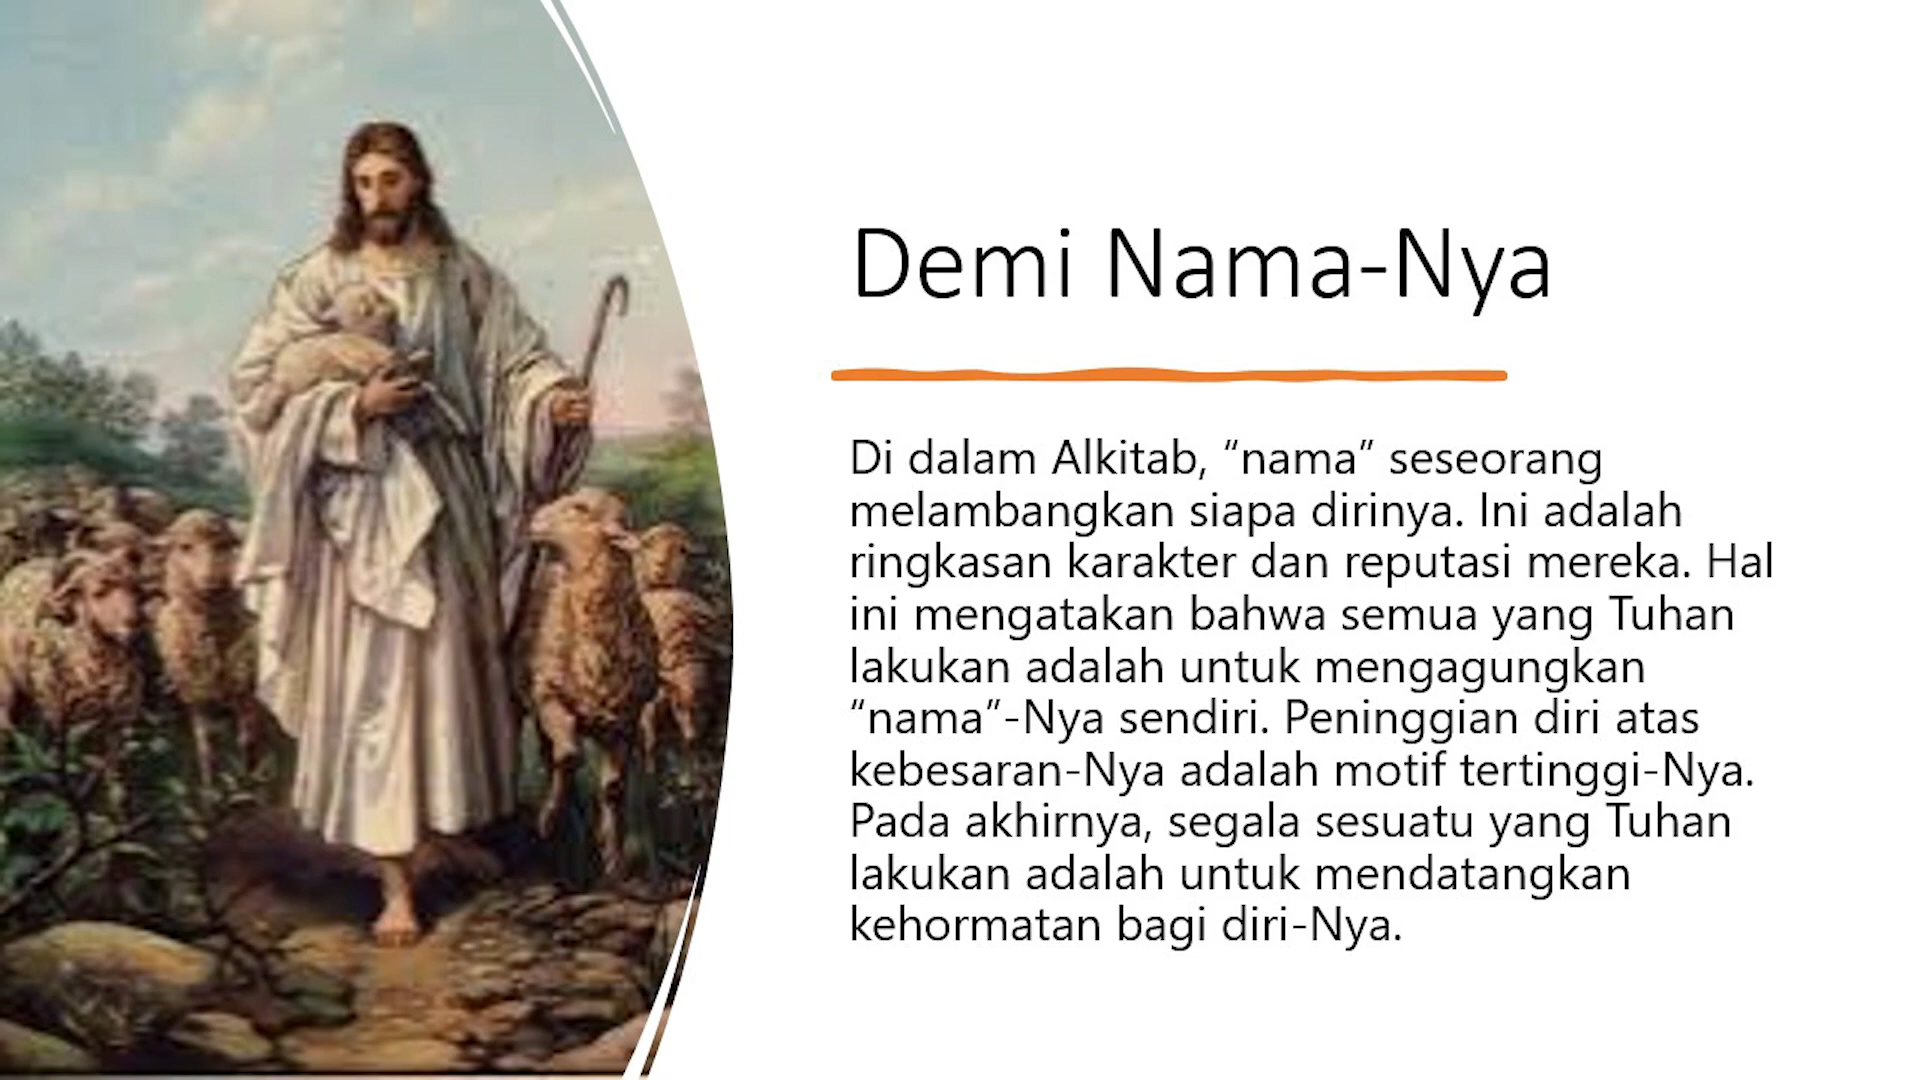 Demi Nama-Nya
Di dalam Alkitab, “nama” seseorang
melambangkan siapa dirinya. Ini adalah
ringkasan karakter dan reputasi mereka. Hal
ini mengatakan bahwa semua yang Tuhan
lakukan adalah untuk mengagungkan
“nama”-Nya sendiri. Peninggian diri atas
kebesaran-Nya adalah motif tertinggi-Nya.
Pada akhirnya, segala sesuatu yang Tuhan
lakukan adalah untuk mendatangkan
kehormatan bagi diri-Nya.